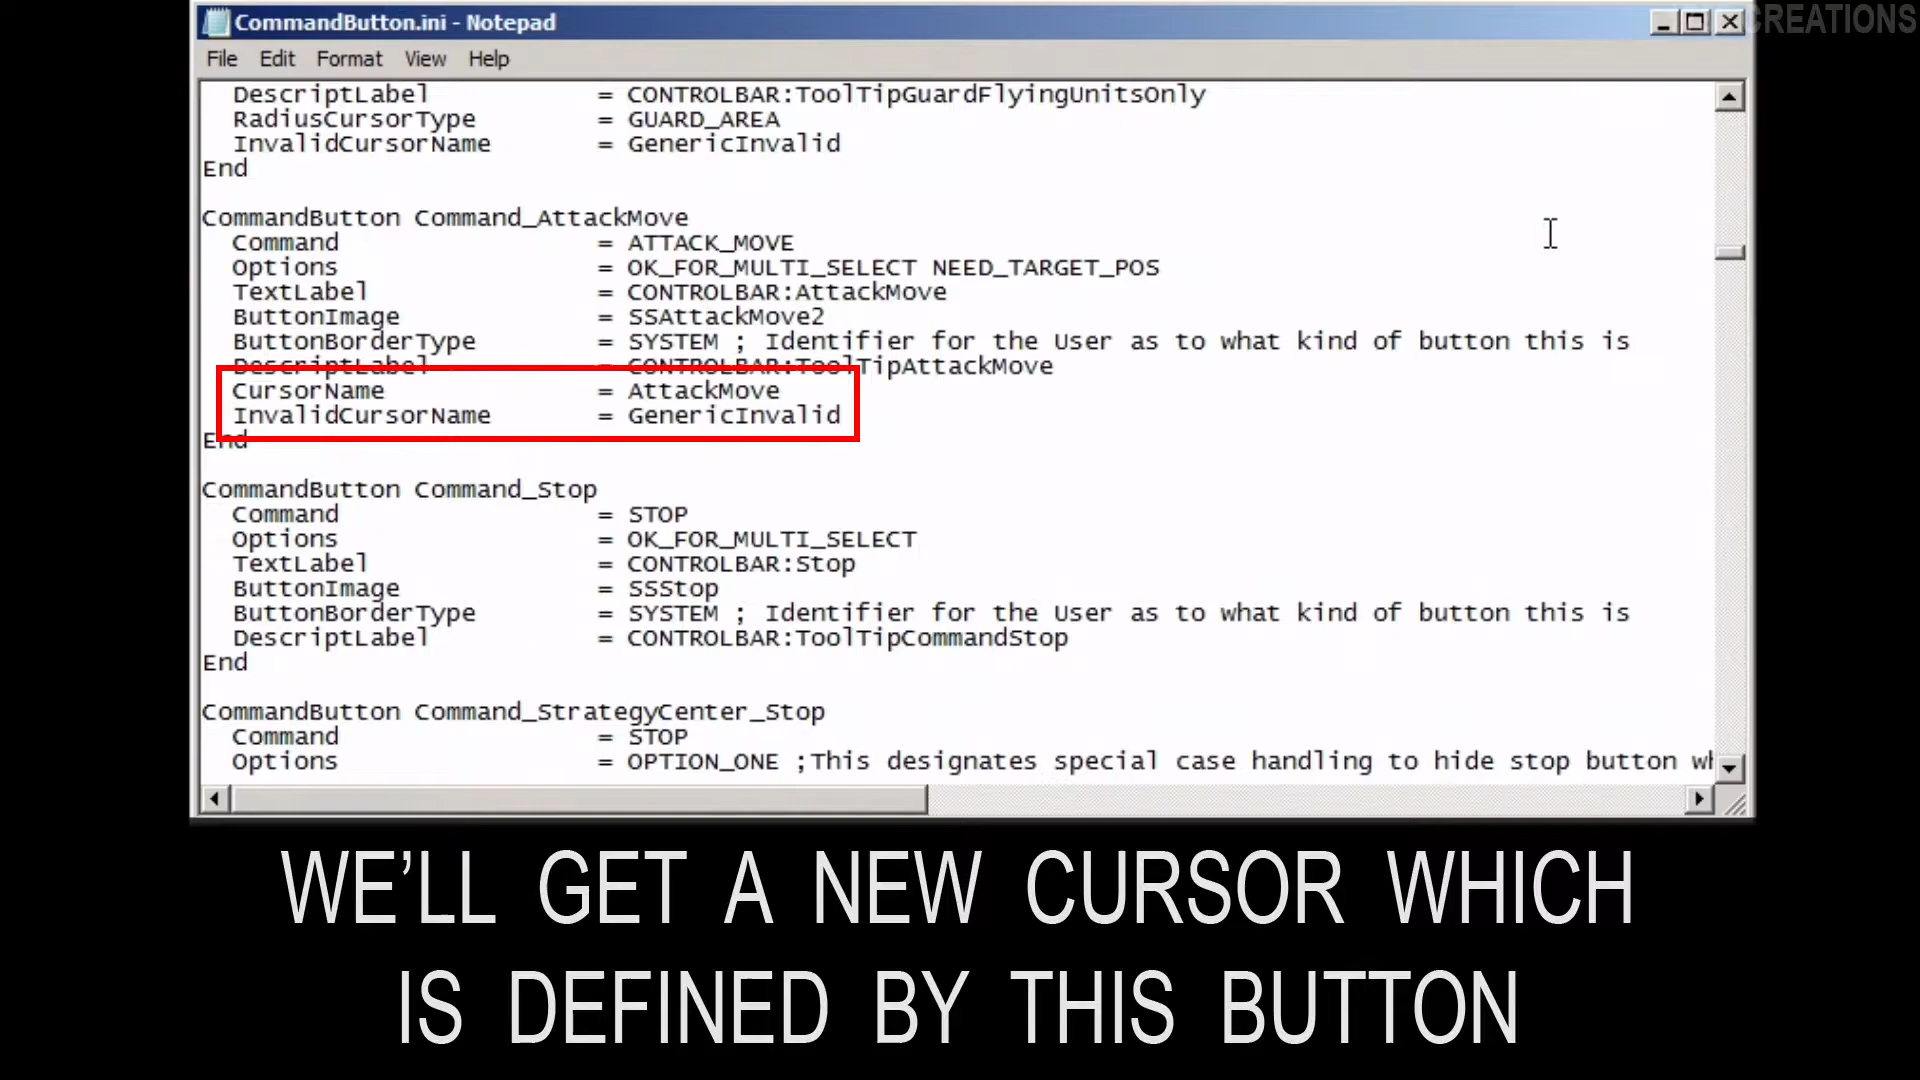 CommandButton.ini - Notepad
CREATIONS
File Edit Format View Help
DescriptLabel = CONTROLBAR:ToolTipGuardFlyingUnitsOnly
RadiusCursorType = GUARD_AREA
InvalidCursorName = GenericInvalid
End
CommandButton Command_AttackMove
Command = ATTACK_MOVE
Options = OK_FOR_MULTI_SELECT NEED_TARGET_POS
TextLabel = CONTROLBAR:AttackMove
ButtonImage = SSAttackMove2
ButtonBorderType = SYSTEM ; Identifier for the User as to what kind of button this is
DescriptLabel = CONTROLBAR:ToolTipAttackMove
CursorName = AttackMove
InvalidCursorName = GenericInvalid
End
CommandButton Command_Stop
Command = STOP
Options = OK_FOR_MULTI_SELECT
TextLabel = CONTROLBAR:Stop
ButtonImage = SSStop
ButtonBorderType = SYSTEM ; Identifier for the User as to what kind of button this is
DescriptLabel = CONTROLBAR:ToolTipCommandStop
End
CommandButton Command_StrategyCenter_Stop
Command = STOP
Options = OPTION_ONE ;This designates special case handling to hide stop button
WE'LL GET A NEW CURSOR WHICH
IS DEFINED BY THIS BUTTON